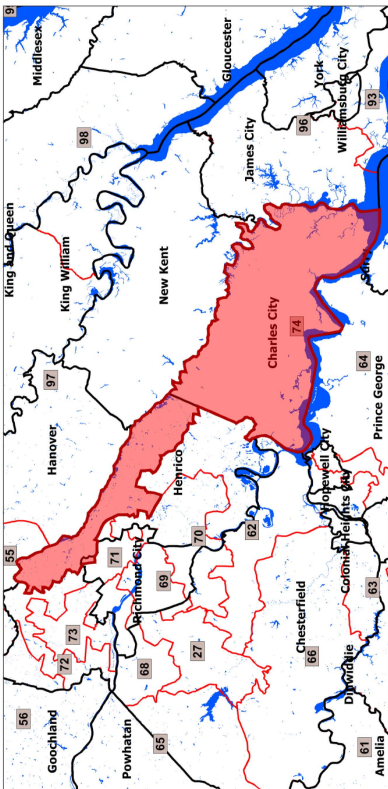 55
King And Queen
56
Middlesex
Goochland
Hanover
97
72
King William
73
98
71
Powhatan
Richmond City
68
65
69
New Kent
Henrico
27
70
Gloucester
62
James City
Charles City
74
96
Chesterfield
66
York
Hopewell City
Williamsburg City
Colonial Heights City
Dinwiddie
61
63
64
93
Amelia
Prince George